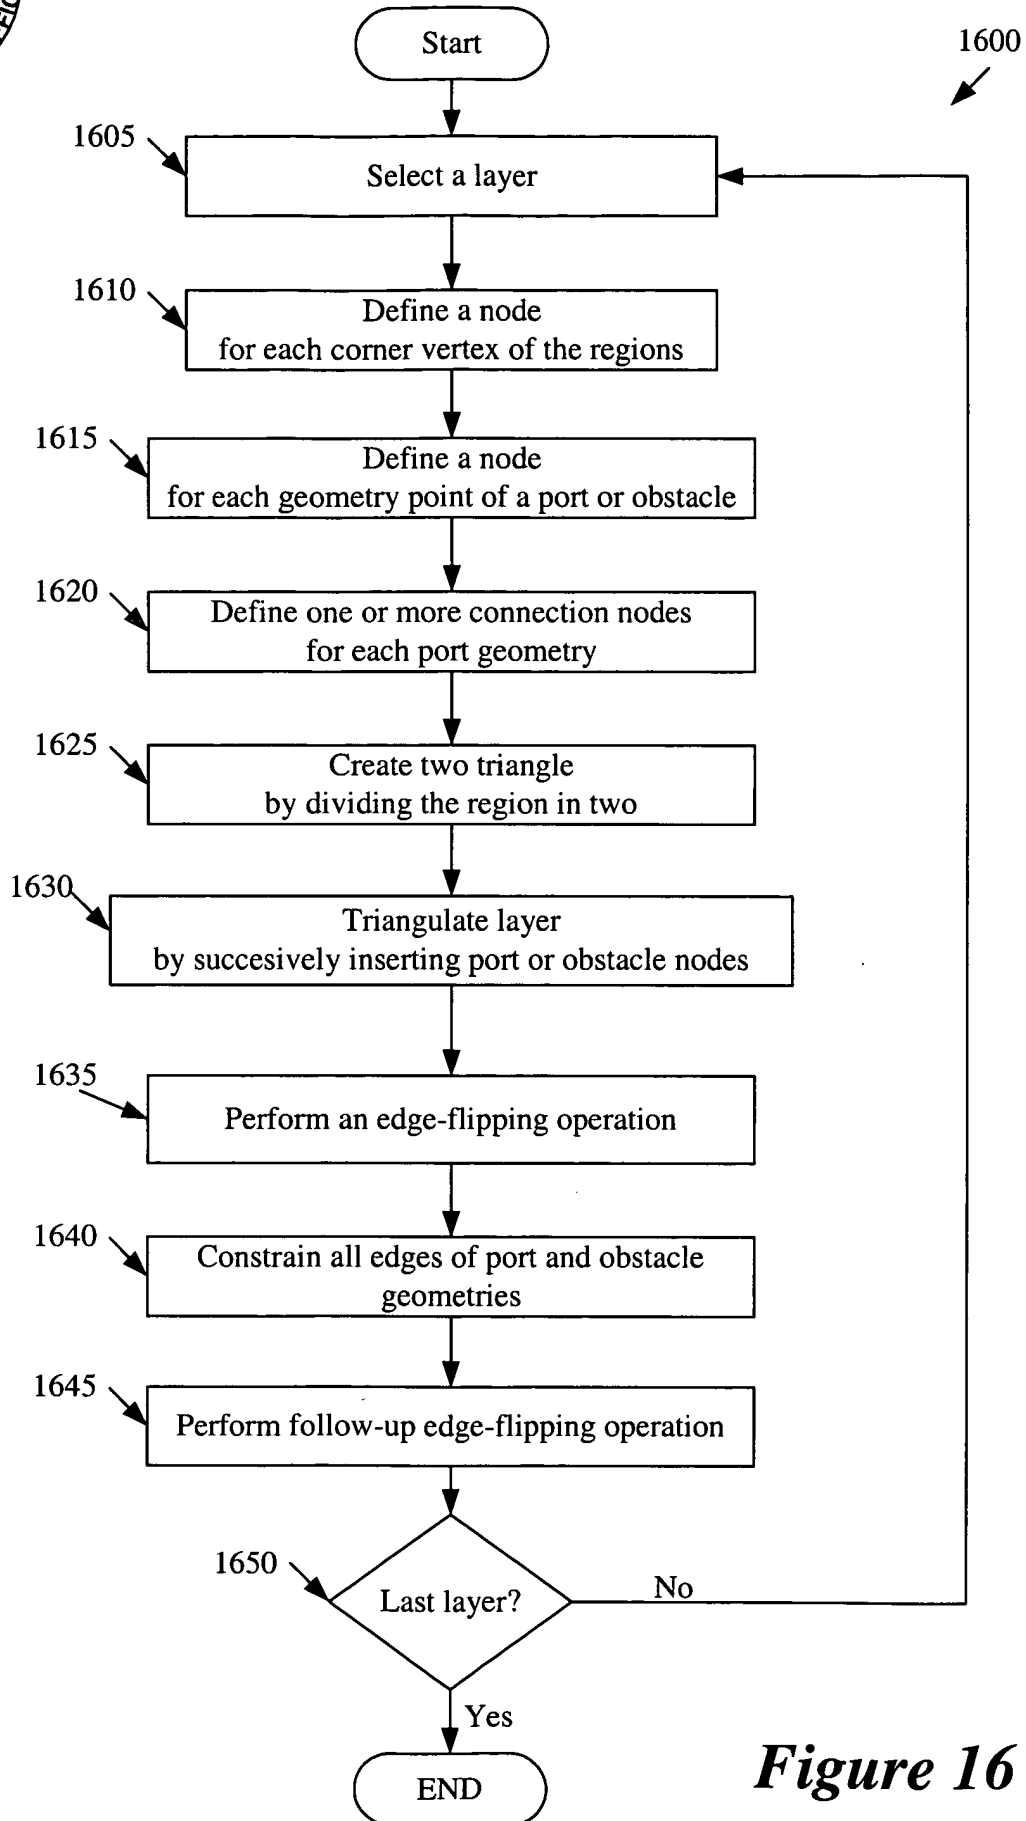 Start
1600
1605
Select a layer
1610
Define a node
for each corner vertex of the regions
1615
Define a node
for each geometry point of a port or obstacle
1620
Define one or more connection nodes
for each port geometry
1625
Create two triangle
by dividing the region in two
1630
Triangulate layer
by succesively inserting port or obstacle nodes
1635
Perform an edge-flipping operation
1640
Constrain all edges of port and obstacle
geometries
1645
Perform follow-up edge-flipping operation
1650
Last layer?
No
Yes
END
Figure 16